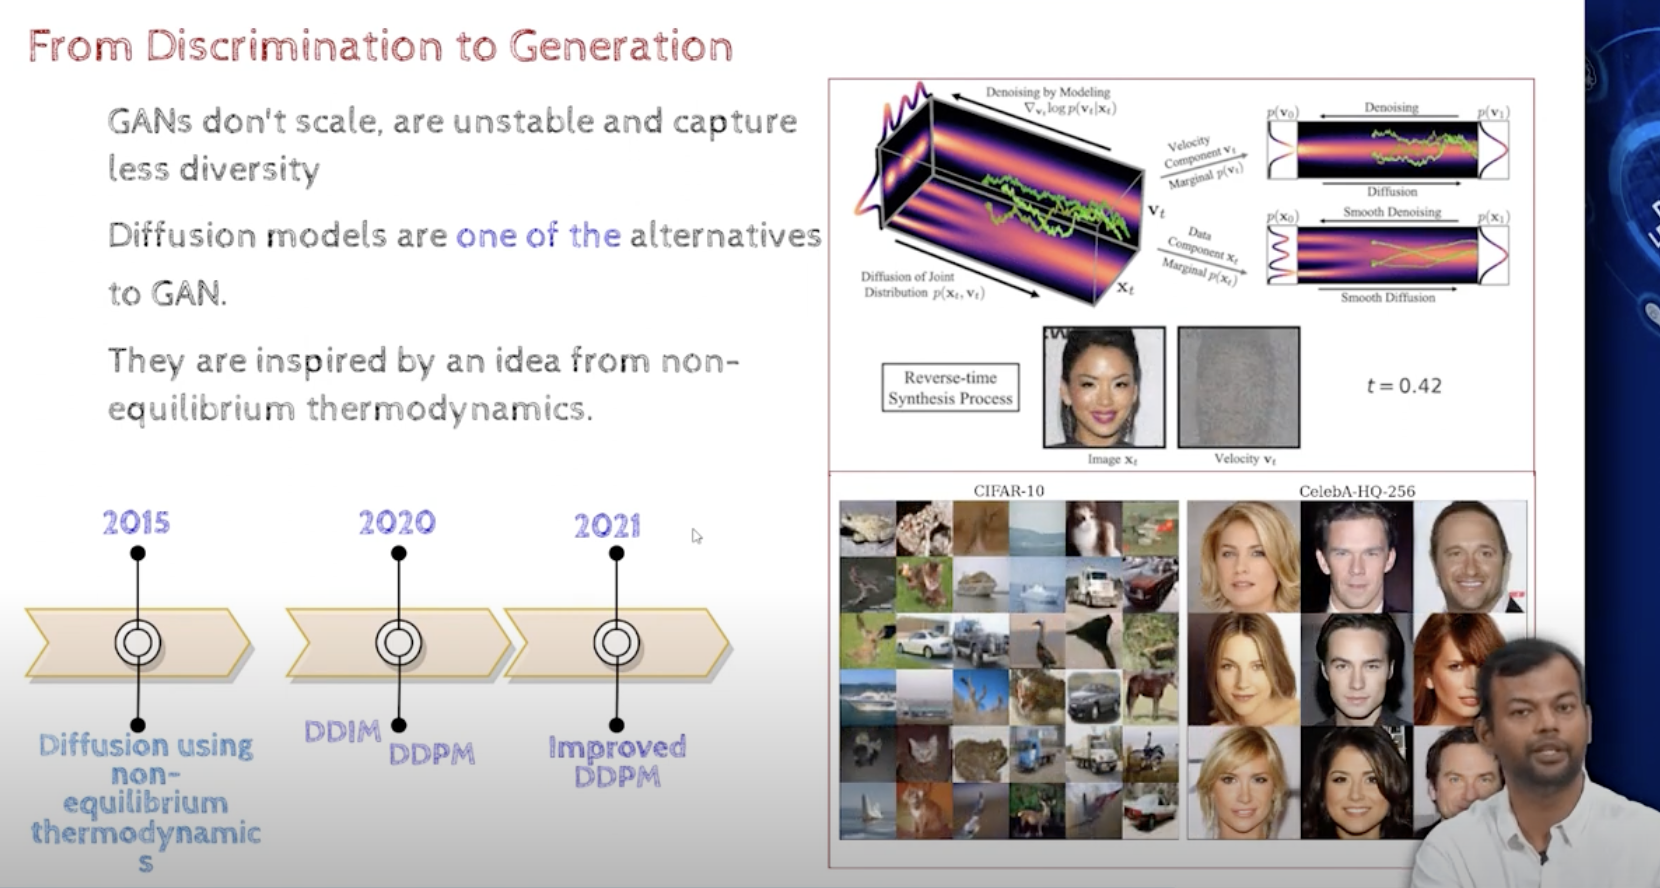 From Discrimination to Generation
GANs don't scale, are unstable and capture
less diversity
Diffusion models are one of the alternatives
to GAN.
They are inspired by an idea from non-
equilibrium thermodynamics.
2015
2020
2021
Diffusion using
non-
equilibrium
thermodynamic
s
DDIM
DDPM
Improved
DDPM
Denoising by Modeling
∇_{v_t} log p(v_t|x_t)
Diffusion of Joint
Distribution p(x_t, v_t)
v_t
x_t
Velocity
Component v_t
Marginal p(v_t)
Data
Component x_t
Marginal p(x_t)
p(v_0)
Denoising
p(v_1)
Diffusion
p(x_0)
Smooth Denoising
p(x_1)
Smooth Diffusion
Reverse-time
Synthesis Process
Image x_t
Velocity v_t
t = 0.42
CIFAR-10
CelebA-HQ-256